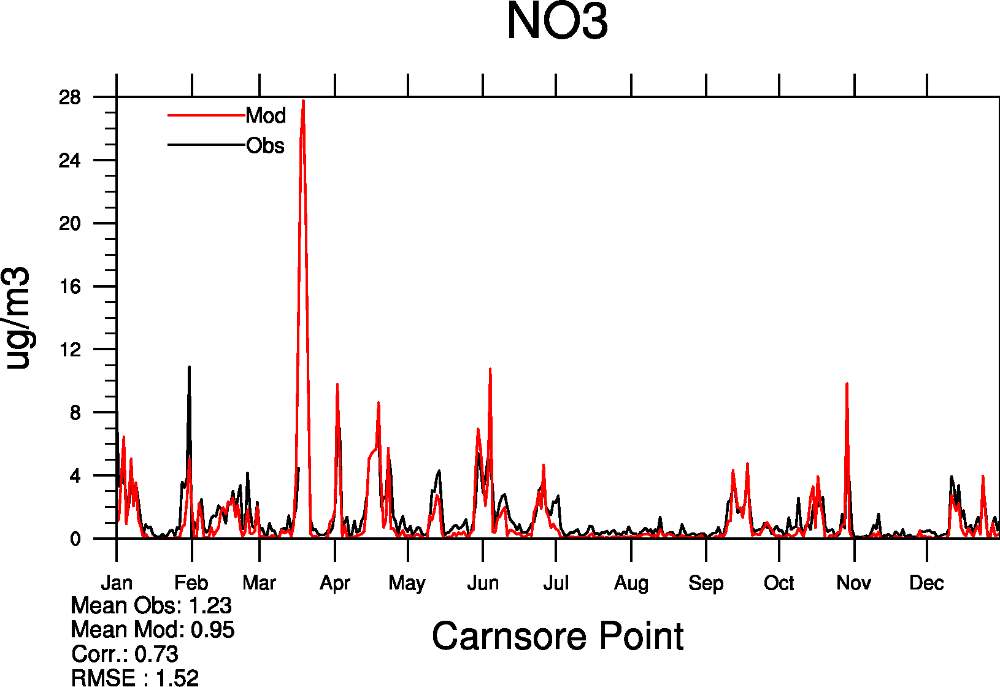 NO3
28
24
20
16
12
8
4
0
Mod
Obs
ug/m3
Jan Feb Mar Apr May Jun Jul Aug Sep Oct Nov Dec
Mean Obs: 1.23
Mean Mod: 0.95
Corr.: 0.73
RMSE : 1.52
Carnsore Point